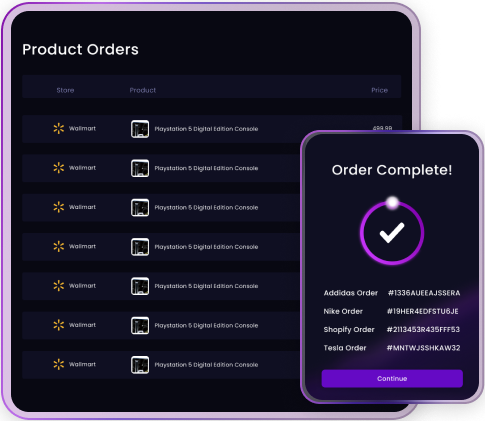 Product Orders
Store Product Price
Wallmart Playstation 5 Digital Edition Console 499.99
Wallmart Playstation 5 Digital Edition Console
Wallmart Playstation 5 Digital Edition Console
Wallmart Playstation 5 Digital Edition Console
Wallmart Playstation 5 Digital Edition Console
Wallmart Playstation 5 Digital Edition Console
Wallmart Playstation 5 Digital Edition Console
Order Complete!
Addidas Order #1336AUEEAJSSERA
Nike Order #19HER4EDFSTU6JE
Shopify Order #2113453R435FFF53
Tesla Order #MNTWJSSHKAW32
Continue